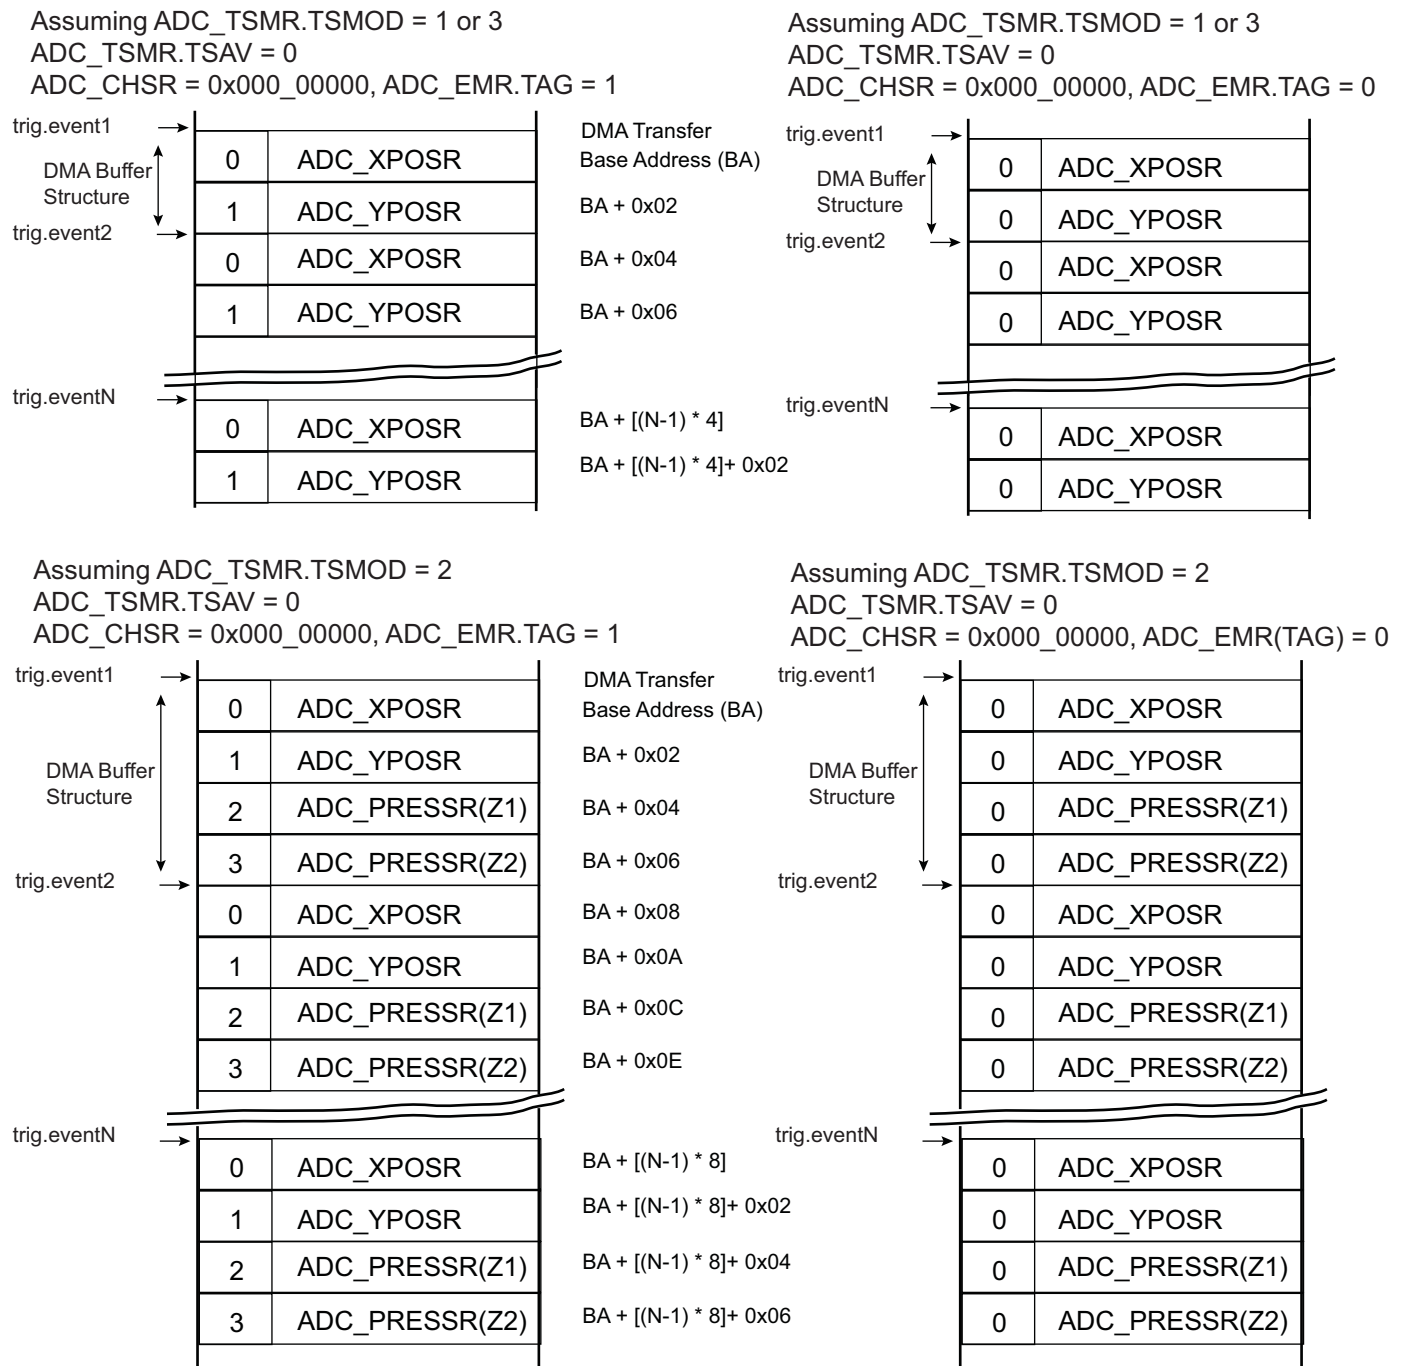 Assuming ADC_TSMR.TSMOD = 1 or 3
ADC_TSMR.TSAV = 0
ADC_CHSR = 0x000_00000, ADC_EMR.TAG = 1
trig.event1
DMA Transfer
0 ADC_XPOSR Base Address (BA)
DMA Buffer
Structure
1 ADC_YPOSR BA + 0x02
trig.event2
0 ADC_XPOSR BA + 0x04
1 ADC_YPOSR BA + 0x06
trig.eventN
0 ADC_XPOSR BA + [(N-1) * 4]
1 ADC_YPOSR BA + [(N-1) * 4]+ 0x02
Assuming ADC_TSMR.TSMOD = 1 or 3
ADC_TSMR.TSAV = 0
ADC_CHSR = 0x000_00000, ADC_EMR.TAG = 0
trig.event1
0 ADC_XPOSR
DMA Buffer
Structure
0 ADC_YPOSR
trig.event2
0 ADC_XPOSR
0 ADC_YPOSR
trig.eventN
0 ADC_XPOSR
0 ADC_YPOSR
Assuming ADC_TSMR.TSMOD = 2
ADC_TSMR.TSAV = 0
ADC_CHSR = 0x000_00000, ADC_EMR.TAG = 1
trig.event1
DMA Transfer
0 ADC_XPOSR Base Address (BA)
1 ADC_YPOSR BA + 0x02
DMA Buffer
Structure
2 ADC_PRESSR(Z1) BA + 0x04
3 ADC_PRESSR(Z2) BA + 0x06
trig.event2
0 ADC_XPOSR BA + 0x08
1 ADC_YPOSR BA + 0x0A
2 ADC_PRESSR(Z1) BA + 0x0C
3 ADC_PRESSR(Z2) BA + 0x0E
trig.eventN
0 ADC_XPOSR BA + [(N-1) * 8]
1 ADC_YPOSR BA + [(N-1) * 8]+ 0x02
2 ADC_PRESSR(Z1) BA + [(N-1) * 8]+ 0x04
3 ADC_PRESSR(Z2) BA + [(N-1) * 8]+ 0x06
Assuming ADC_TSMR.TSMOD = 2
ADC_TSMR.TSAV = 0
ADC_CHSR = 0x000_00000, ADC_EMR(TAG) = 0
trig.event1
0 ADC_XPOSR
0 ADC_YPOSR
DMA Buffer
Structure
0 ADC_PRESSR(Z1)
0 ADC_PRESSR(Z2)
trig.event2
0 ADC_XPOSR
0 ADC_YPOSR
0 ADC_PRESSR(Z1)
0 ADC_PRESSR(Z2)
trig.eventN
0 ADC_XPOSR
0 ADC_YPOSR
0 ADC_PRESSR(Z1)
0 ADC_PRESSR(Z2)